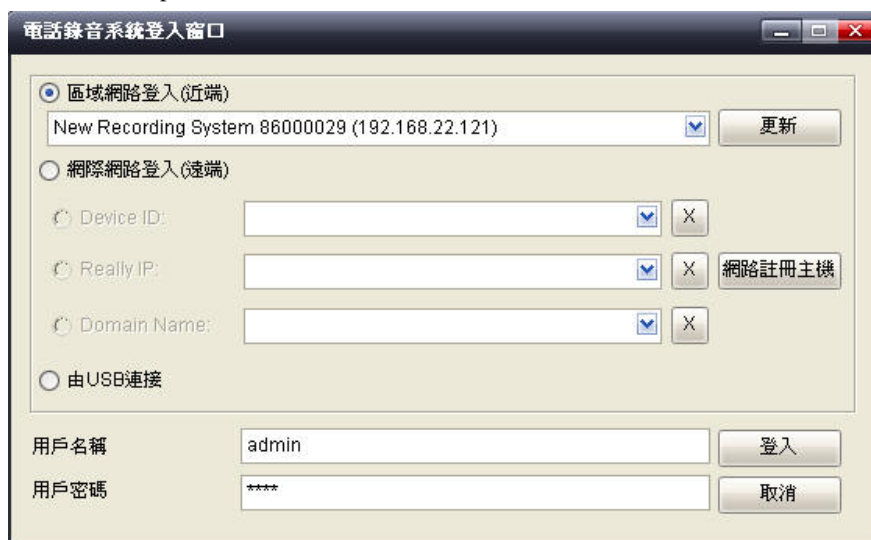 電話錄音系統登入窗口
區域網路登入(近端)
New Recording System 86000029 (192.168.22.121)
更新
網際網路登入(遠端)
Device ID:
X
Really IP:
X
網路註冊主機
Domain Name:
X
由USB連接
用戶名稱
admin
登入
用戶密碼
****
取消